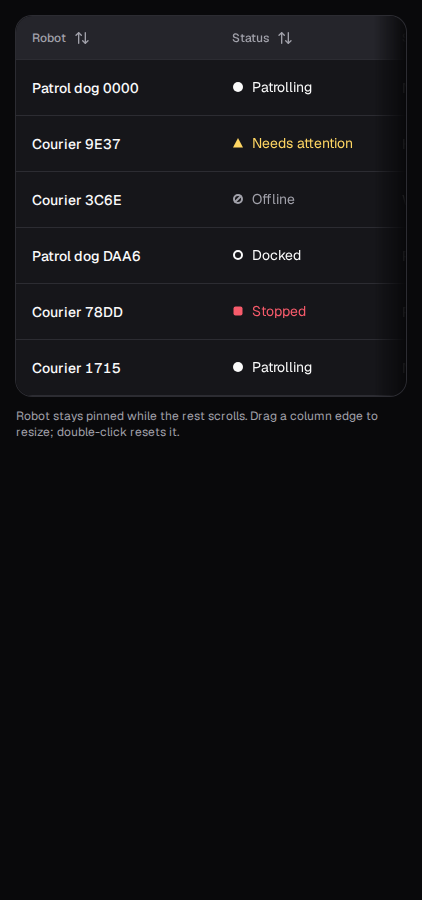 Robot Status
Patrol dog 0000 Patrolling
Courier 9E37 Needs attention
Courier 3C6E Offline
Patrol dog DAA6 Docked
Courier 78DD Stopped
Courier 1715 Patrolling
Robot stays pinned while the rest scrolls. Drag a column edge to
resize; double-click resets it.